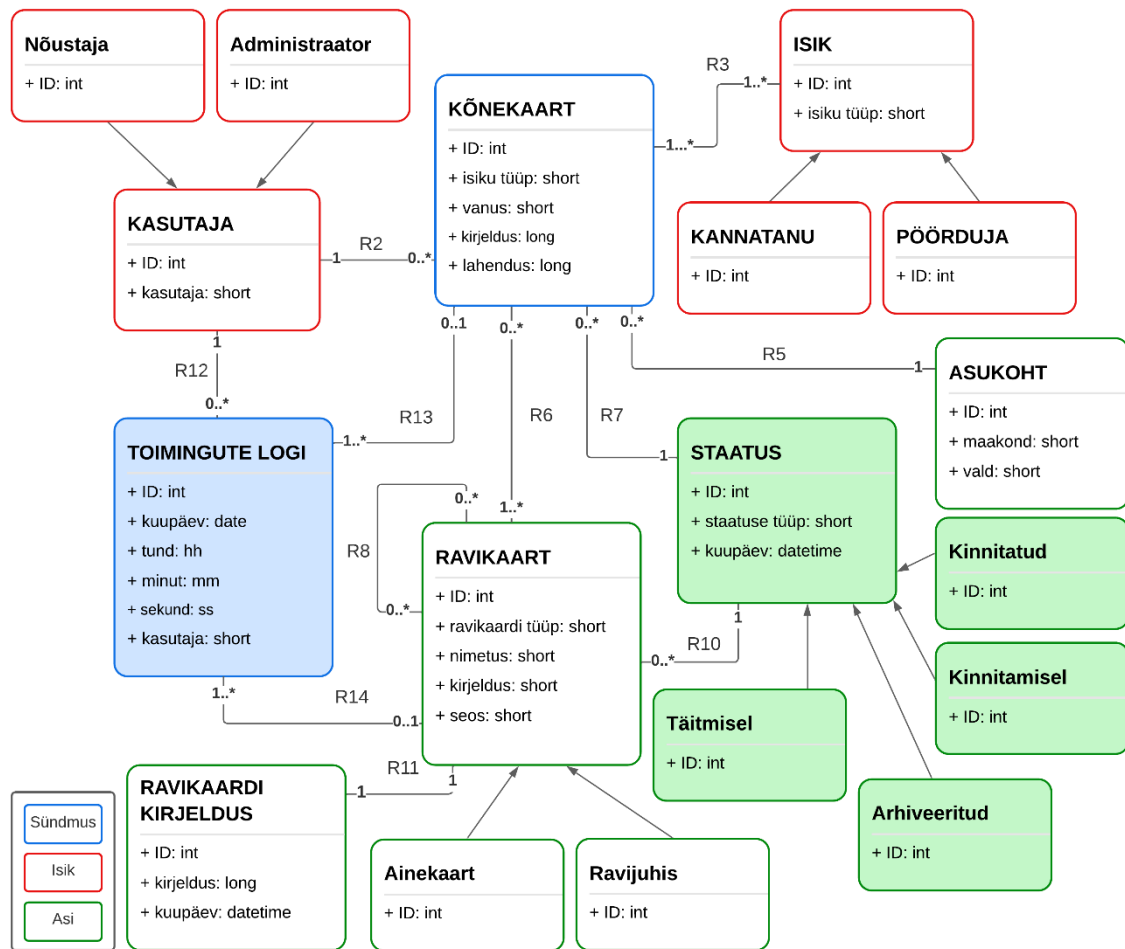 Nõustaja
+ ID: int
Administraator
+ ID: int
KÕNEKAART
+ ID: int
+ isiku tüüp: short
+ vanus: short
+ kirjeldus: long
+ lahendus: long
R3
1..*
1...*
ISIK
+ ID: int
+ isiku tüüp: short
KASUTAJA
+ ID: int
+ kasutaja: short
1
R2
0..*
KANNATANU
+ ID: int
PÖÖRDUJA
+ ID: int
1
R12
0..*
0..1
R13
1..*
0..*
R6
1..*
0..*
R7
1
0..*
R5
1
ASUKOHT
+ ID: int
+ maakond: short
+ vald: short
TOIMINGUTE LOGI
+ ID: int
+ kuupäev: date
+ tund: hh
+ minut: mm
+ sekund: ss
+ kasutaja: short
0..*
R8
0..*
RAVIKAART
+ ID: int
+ ravikaardi tüüp: short
+ nimetus: short
+ kirjeldus: short
+ seos: short
STAATUS
+ ID: int
+ staatuse tüüp: short
+ kuupäev: datetime
Kinnitatud
+ ID: int
1
R10
0..*
Kinnitamisel
+ ID: int
1..*
R14
0..1
Täitmisel
+ ID: int
R11
1
1
RAVIKAARDI
KIRJELDUS
+ ID: int
+ kirjeldus: long
+ kuupäev: datetime
Ainekaart
+ ID: int
Ravijuhis
+ ID: int
Arhiveeritud
+ ID: int
Sündmus
Isik
Asi